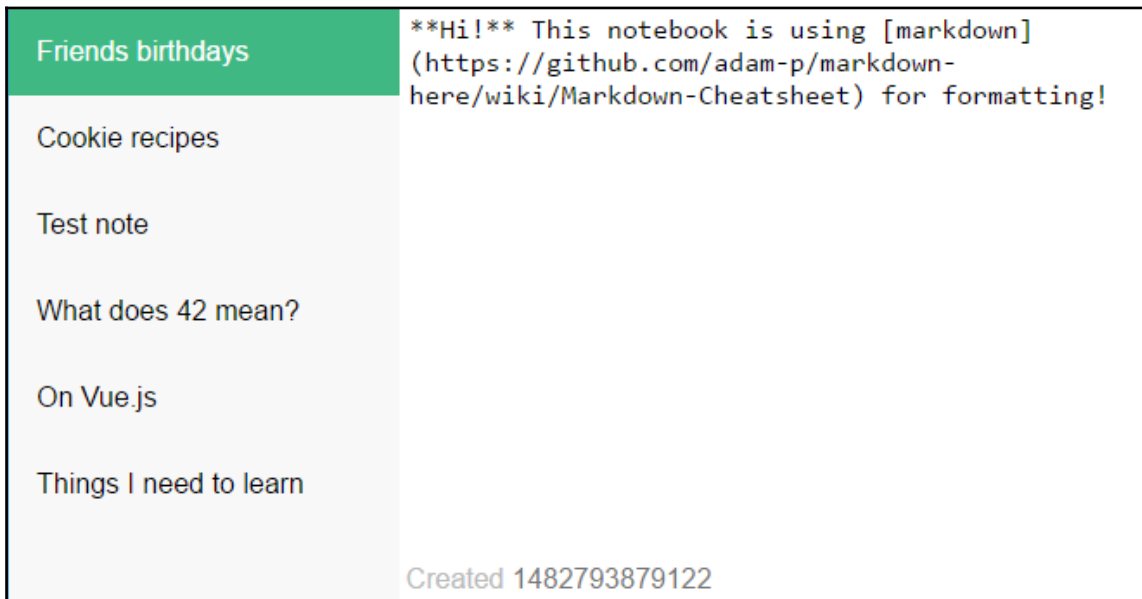 Friends birthdays
Cookie recipes
Test note
What does 42 mean?
On Vue.js
Things I need to learn
**Hi!** This notebook is using [markdown]
(https://github.com/adam-p/markdown-
here/wiki/Markdown-Cheatsheet) for formatting!
Created 1482793879122